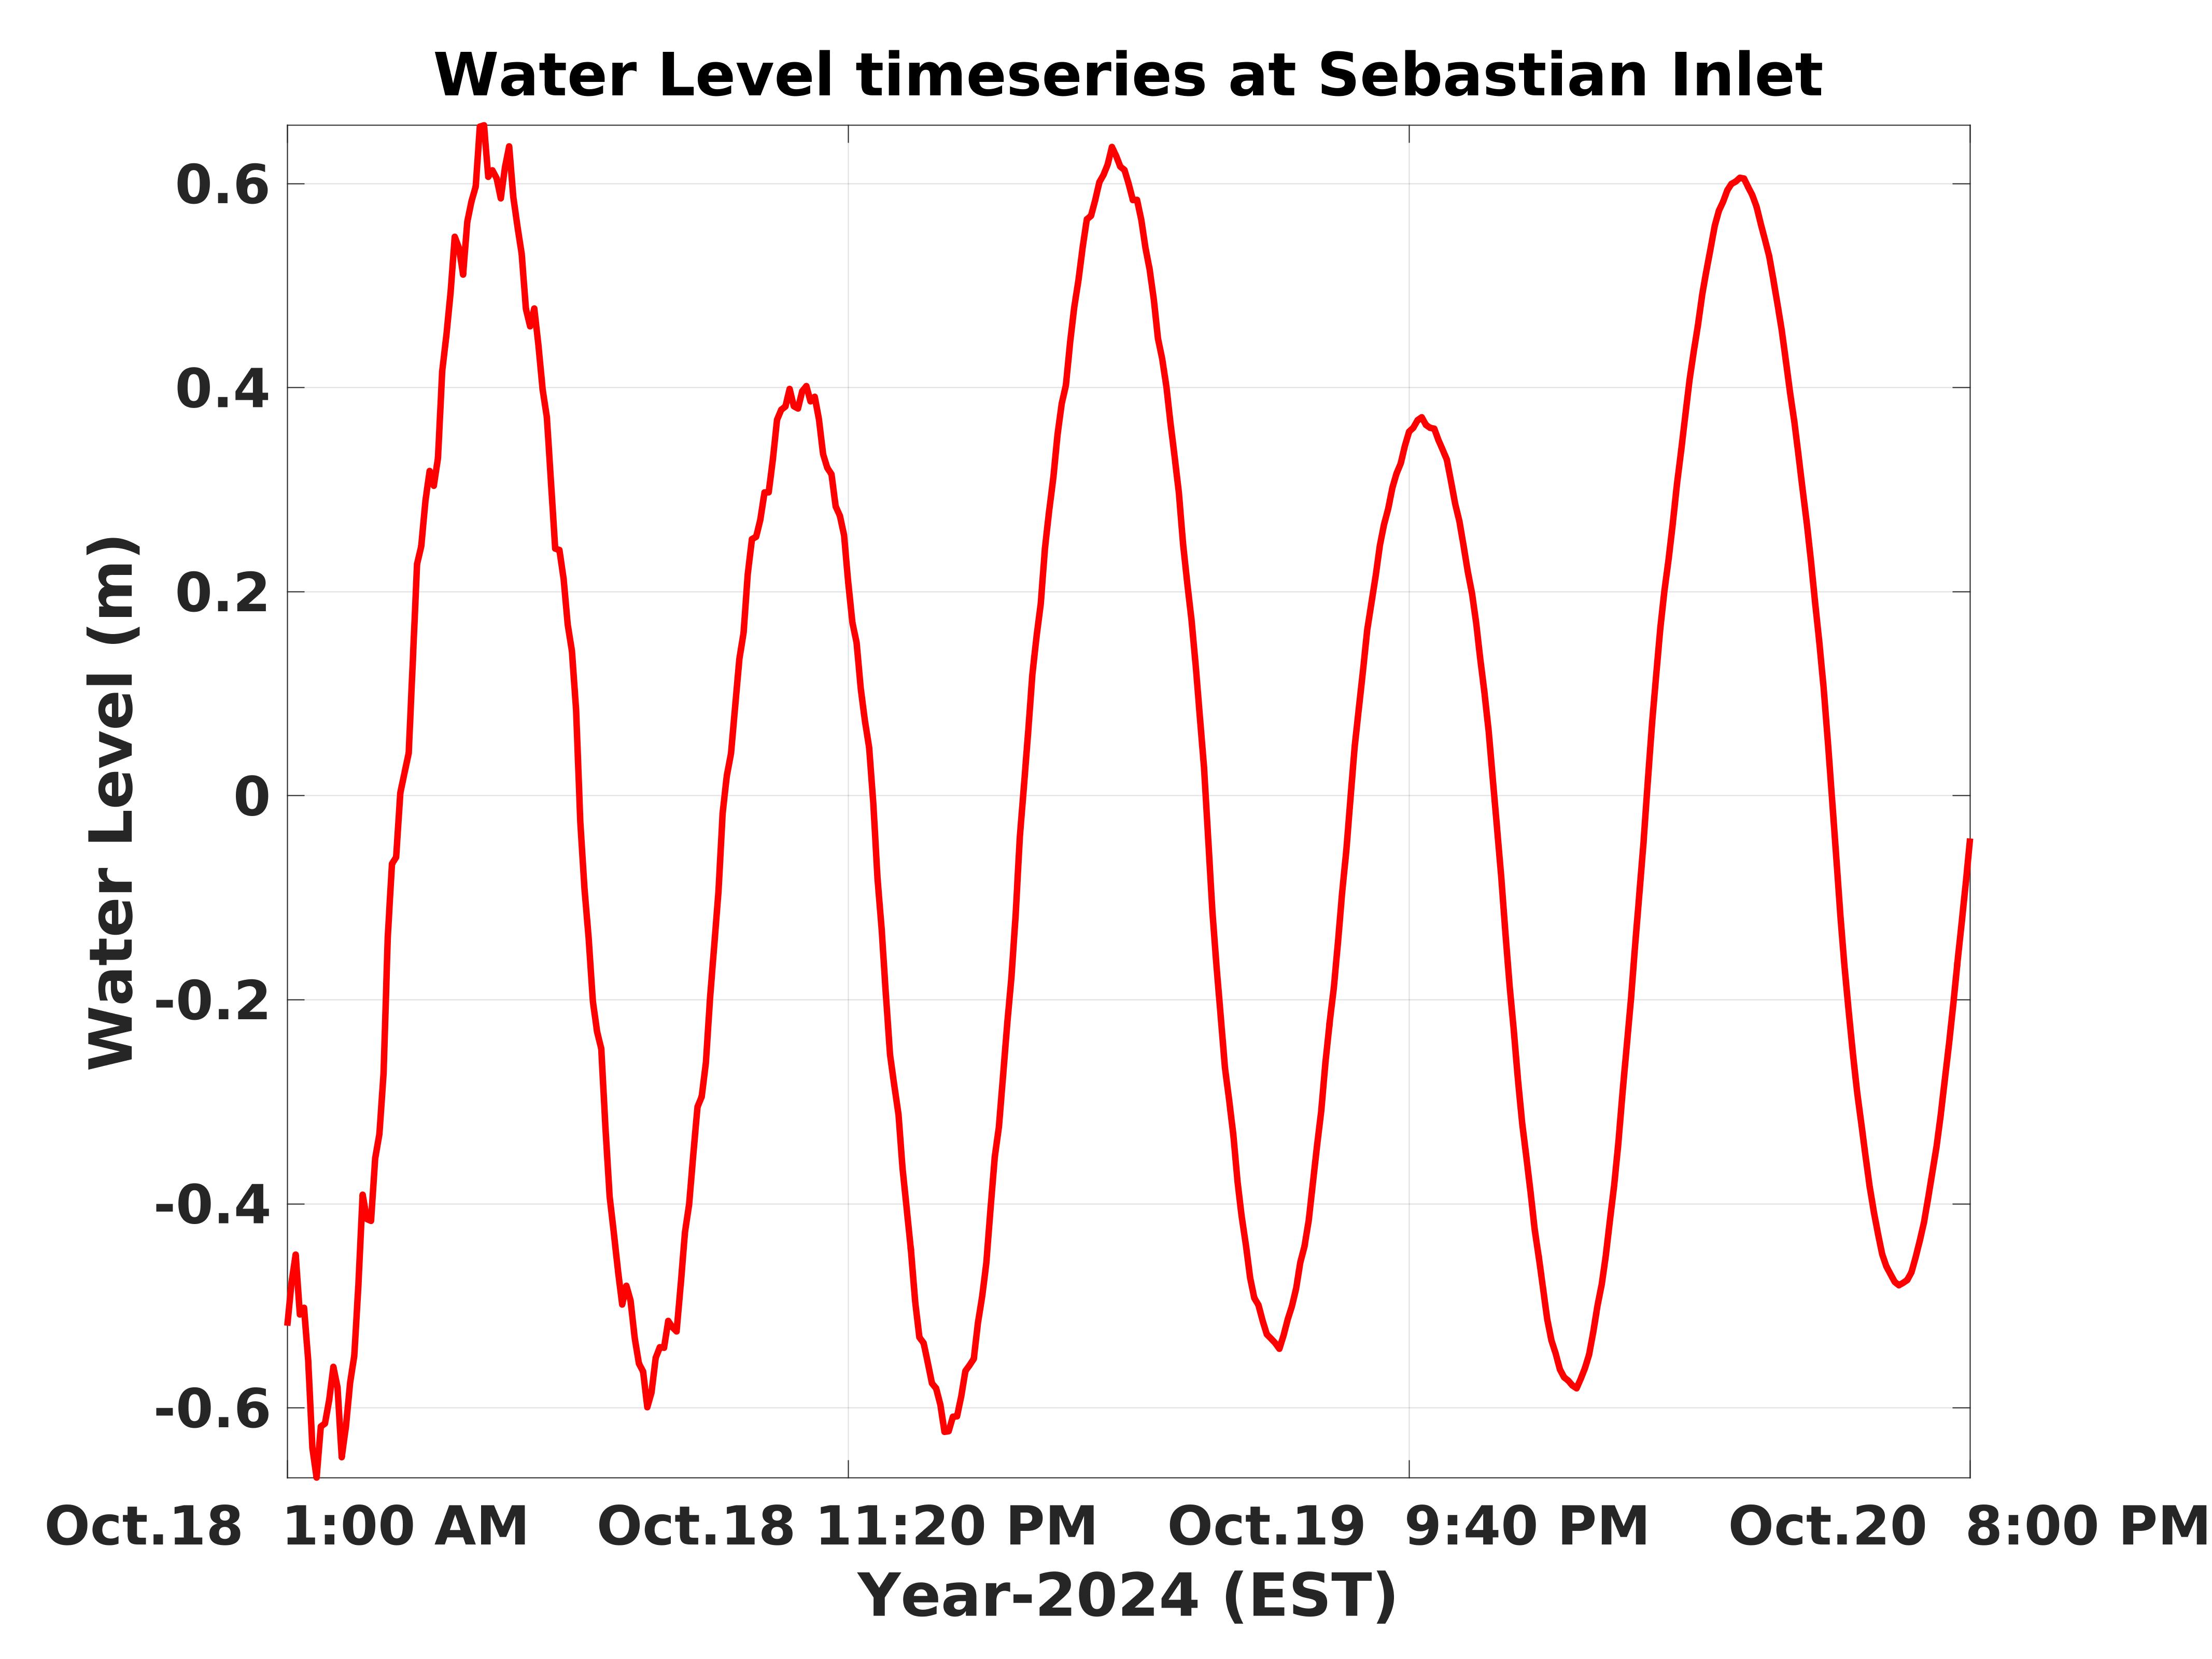 Water Level timeseries at Sebastian Inlet
Water Level (m)
0.6
0.4
0.2
0
-0.2
-0.4
-0.6
Oct.18 1:00 AM Oct.18 11:20 PM Oct.19 9:40 PM Oct.20 8:00 PM
Year-2024 (EST)